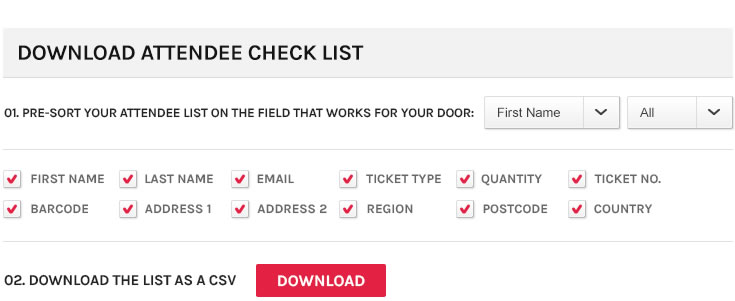 DOWNLOAD ATTENDEE CHECK LIST
01. PRE-SORT YOUR ATTENDEE LIST ON THE FIELD THAT WORKS FOR YOUR DOOR: First Name All
FIRST NAME LAST NAME EMAIL TICKET TYPE QUANTITY TICKET NO.
BARCODE ADDRESS 1 ADDRESS 2 REGION POSTCODE COUNTRY
02. DOWNLOAD THE LIST AS A CSV DOWNLOAD